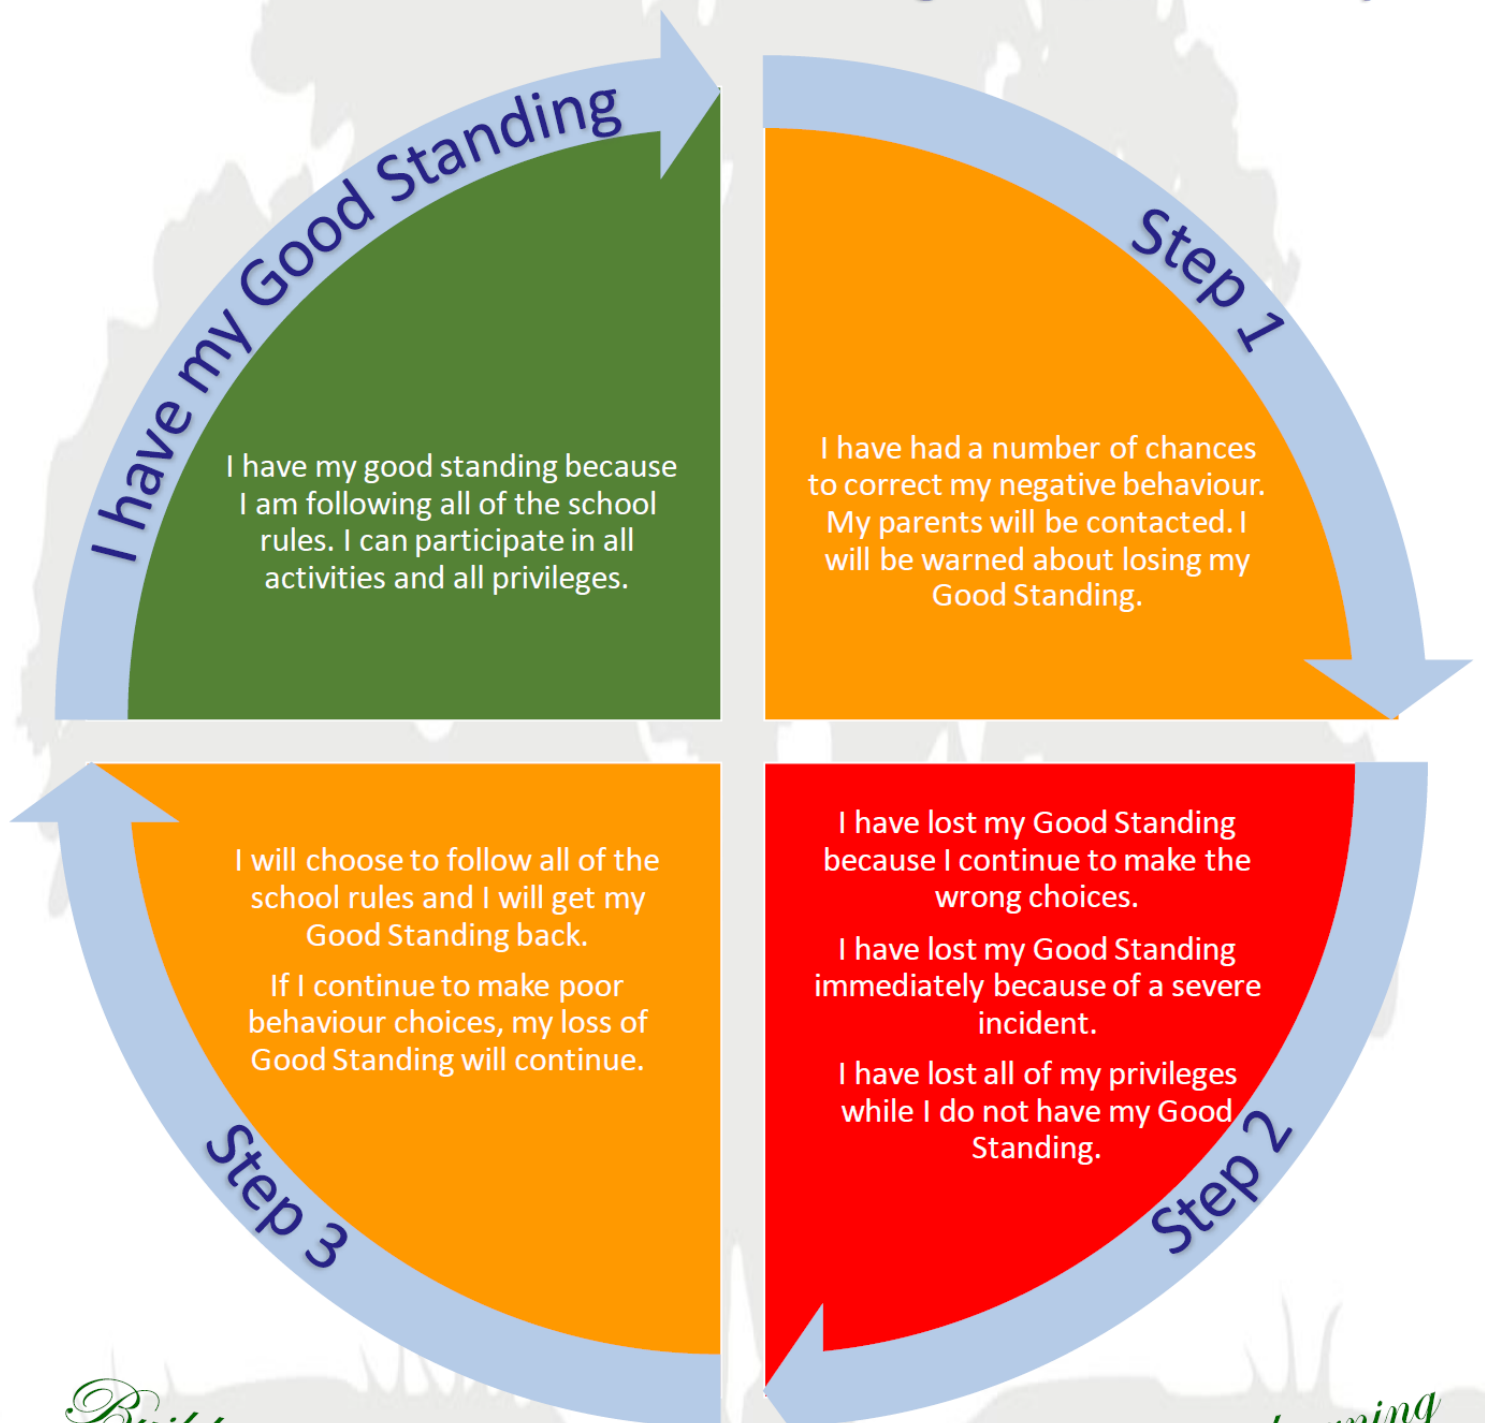 I have my Good Standing
I have my good standing because
I am following all of the school
rules. I can participate in all
activities and all privileges.
Step 1
I have had a number of chances
to correct my negative behaviour.
My parents will be contacted. I
will be warned about losing my
Good Standing.
I have lost my Good Standing
because I continue to make the
wrong choices.
I have lost my Good Standing
immediately because of a severe
incident.
I have lost all of my privileges
while I do not have my Good
Standing.
Step 2
I will choose to follow all of the
school rules and I will get my
Good Standing back.
If I continue to make poor
behaviour choices, my loss of
Good Standing will continue.
Step 3